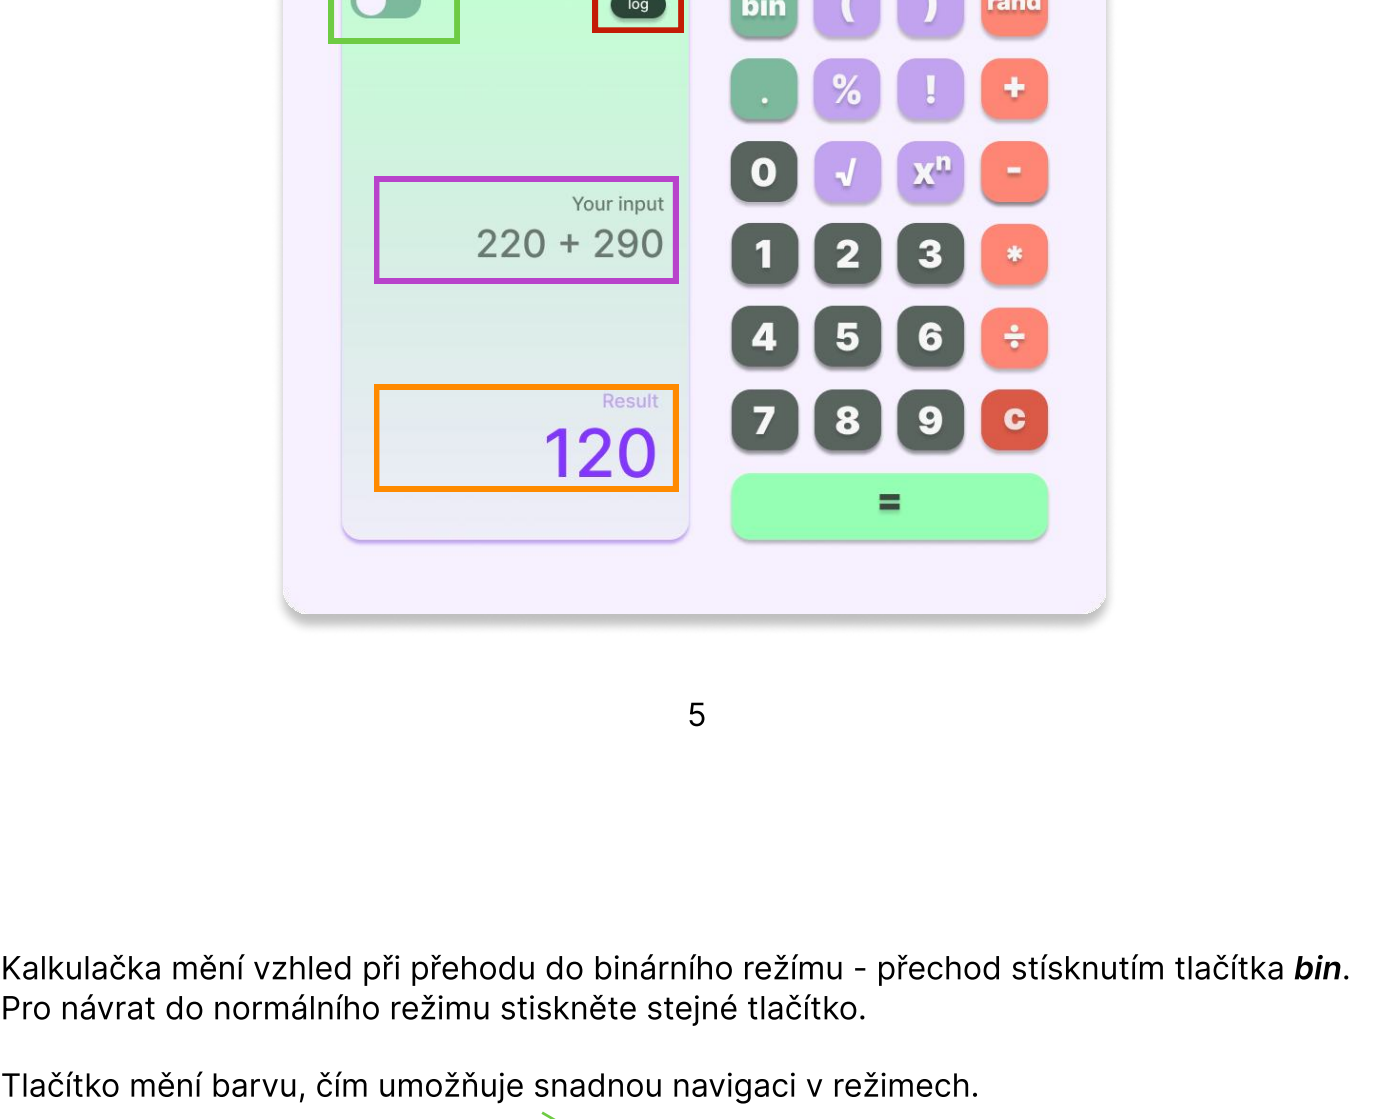 log
bin ( ) rand
. % ! +
0 √ xⁿ -
Your input
220 + 290
1 2 3 *
4 5 6 ÷
Result
120
7 8 9 C
=
5
Kalkulačka mění vzhled při přehodu do binárního režímu - přechod stísknutím tlačítka bin.
Pro návrat do normálního režimu stiskněte stejné tlačítko.
Tlačítko mění barvu, čím umožňuje snadnou navigaci v režimech.